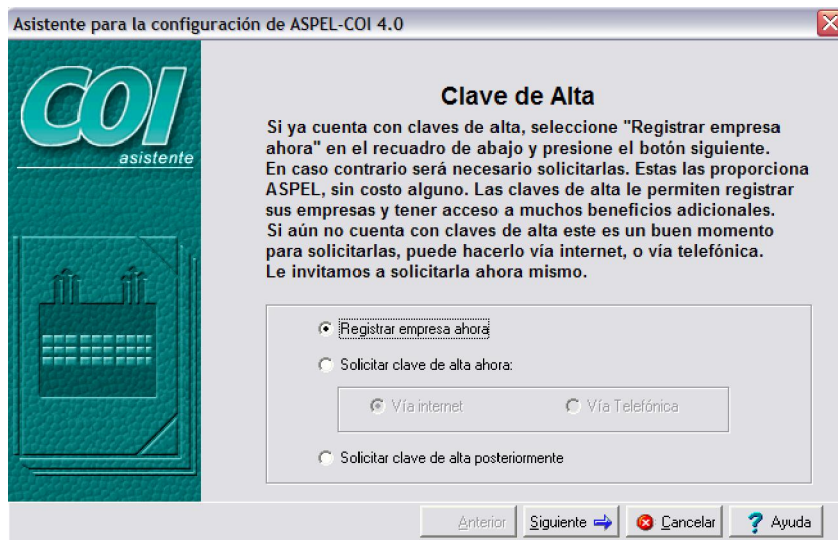 Asistente para la configuración de ASPEL-COI 4.0
COI
asistente
Clave de Alta
Si ya cuenta con claves de alta, seleccione "Registrar empresa
ahora" en el recuadro de abajo y presione el botón siguiente.
En caso contrario será necesario solicitarlas. Estas las proporciona
ASPEL, sin costo alguno. Las claves de alta le permiten registrar
sus empresas y tener acceso a muchos beneficios adicionales.
Si aún no cuenta con claves de alta este es un buen momento
para solicitarlas, puede hacerlo vía internet, o vía telefónica.
Le invitamos a solicitarla ahora mismo.
Registrar empresa ahora
Solicitar clave de alta ahora:
Vía internet Vía Telefónica
Solicitar clave de alta posteriormente
Anterior Siguiente Cancelar Ayuda